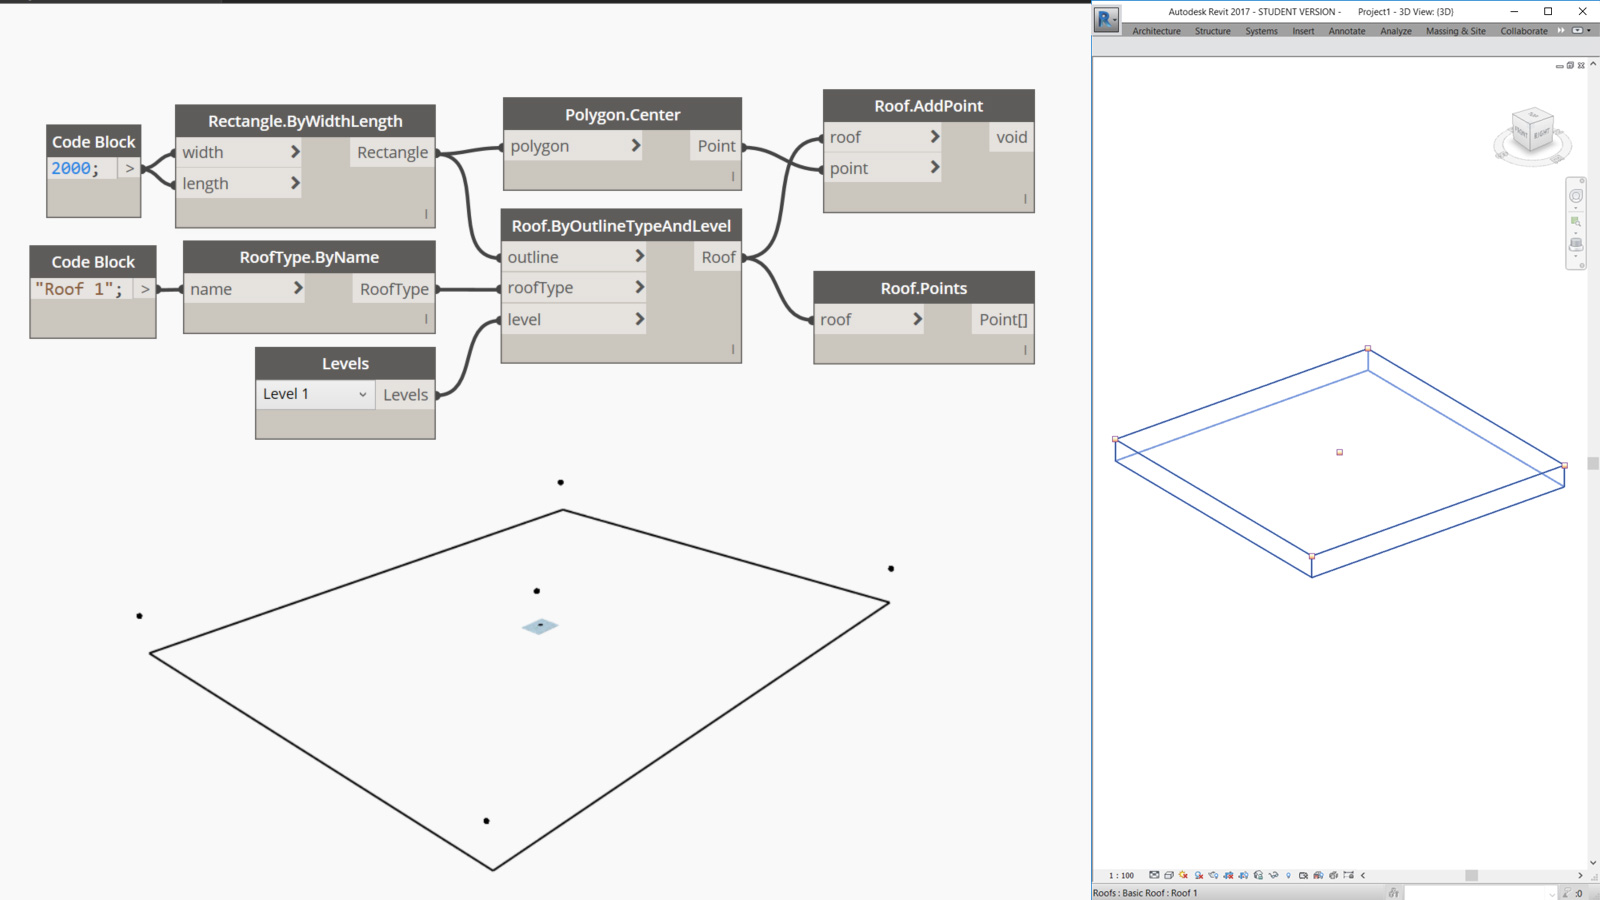 Code Block
2000;
>
Rectangle.ByWidthLength
width
Rectangle
length
Code Block
"Roof 1";
>
RoofType.ByName
name
RoofType
Levels
Level 1
Levels
Polygon.Center
polygon
Point
Roof.ByOutlineTypeAndLevel
outline
Roof
roofType
level
Roof.AddPoint
roof
void
point
Roof.Points
roof
Point[]
Autodesk Revit 2017 - STUDENT VERSION - Project1 - 3D View: {3D}
Architecture Structure Systems Insert Annotate Analyze Massing & Site Collaborate
1 : 100
Roofs : Basic Roof : Roof 1
:0